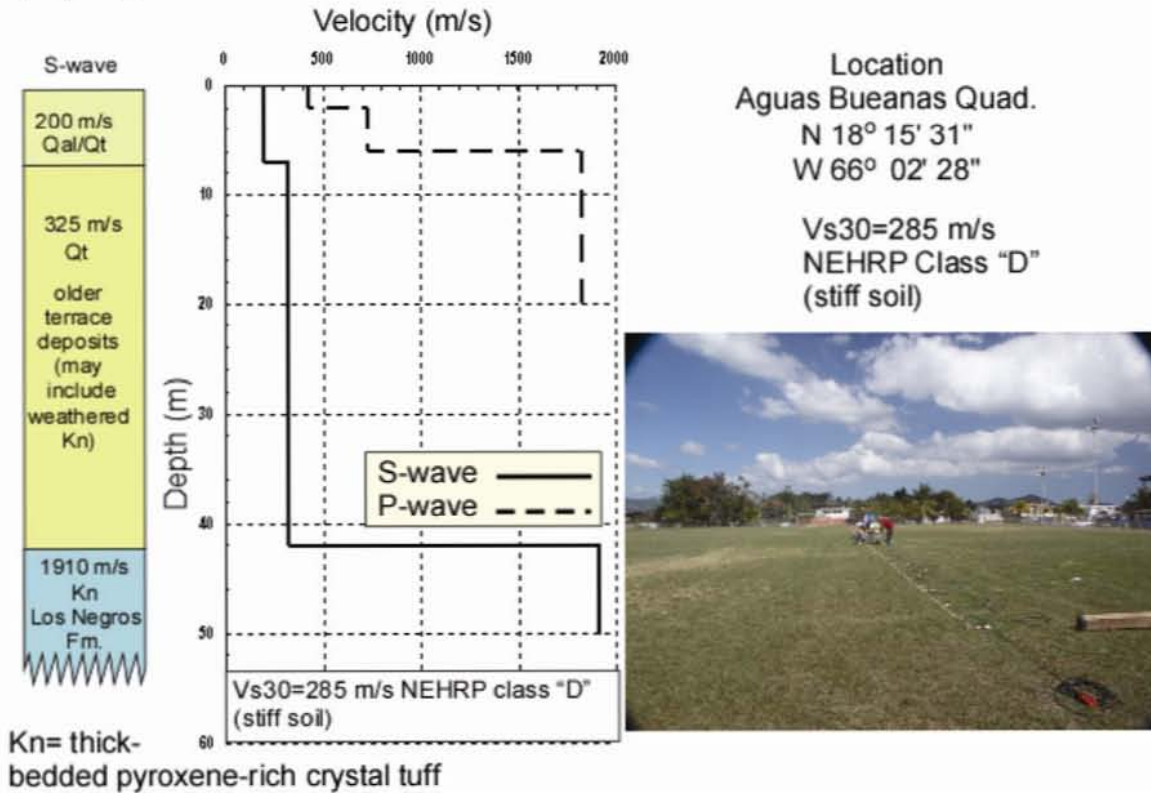 S-wave
200 m/s
Qal/Qt
325 m/s
Qt
older
terrace
deposits
(may
include
weathered
Kn)
1910 m/s
Kn
Los Negros
Fm.
Kn= thick-
bedded pyroxene-rich crystal tuff
Velocity (m/s)
0 500 1000 1500 2000
Depth (m)
0
10
20
30
40
50
60
S-wave
P-wave
Vs30=285 m/s NEHRP class “D”
(stiff soil)
Location
Aguas Bueanas Quad.
N 18º 15' 31"
W 66º 02' 28"
Vs30=285 m/s
NEHRP Class “D”
(stiff soil)